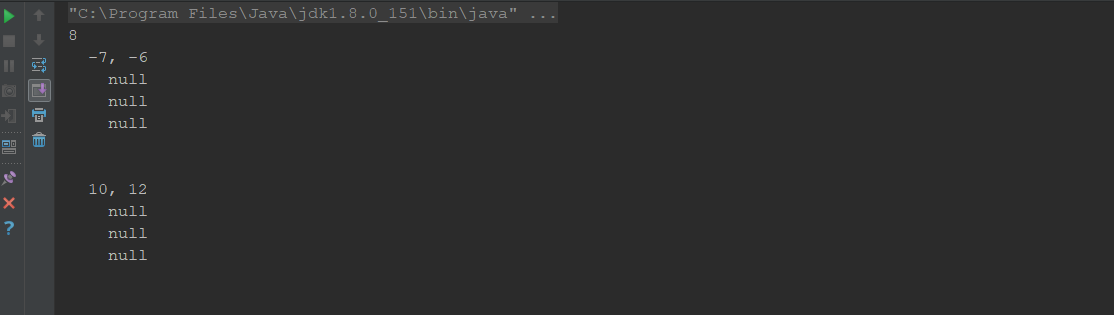 "C:\Program Files\Java\jdk1.8.0_151\bin\java" ...
8
  -7, -6
    null
    null
    null
  10, 12
    null
    null
    null
?